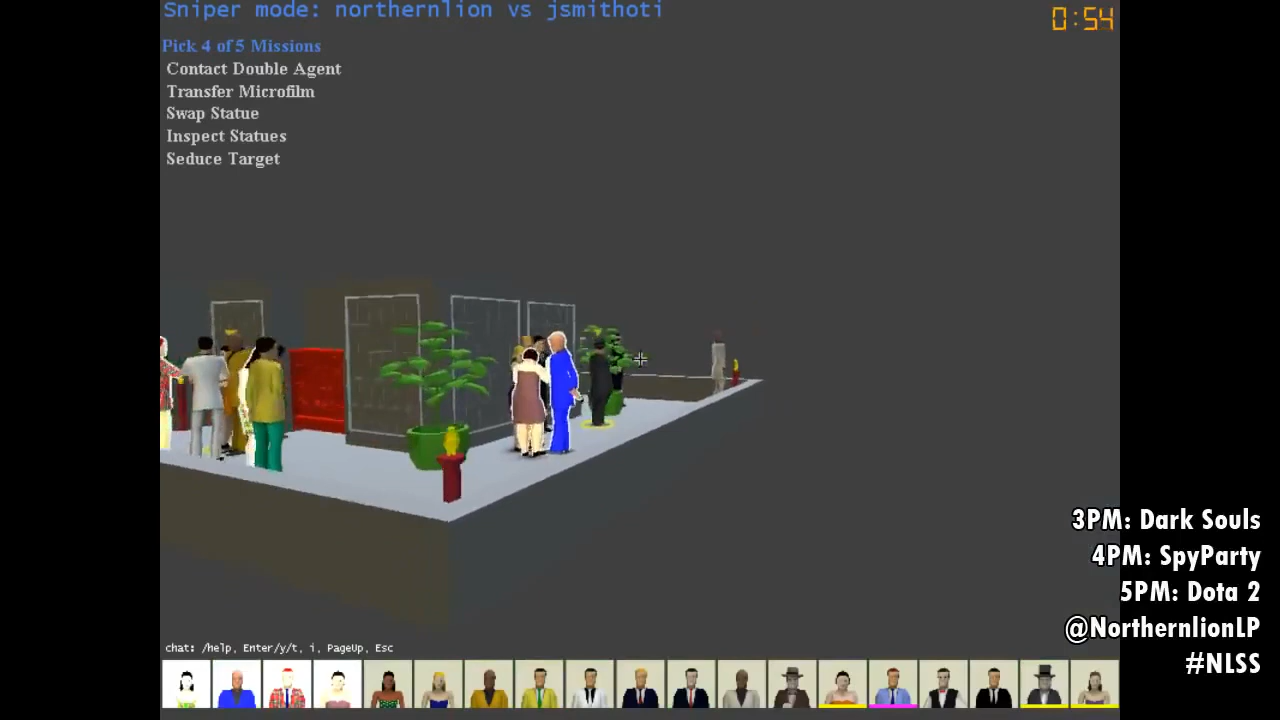 Sniper mode: northernlion vs jsmithoti
0:54
Pick 4 of 5 Missions
Contact Double Agent
Transfer Microfilm
Swap Statue
Inspect Statues
Seduce Target
3PM: Dark Souls
4PM: SpyParty
5PM: Dota 2
@NorthernlionLP
#NLSS
chat: /help, Enter/y/t, i, PageUp, Esc